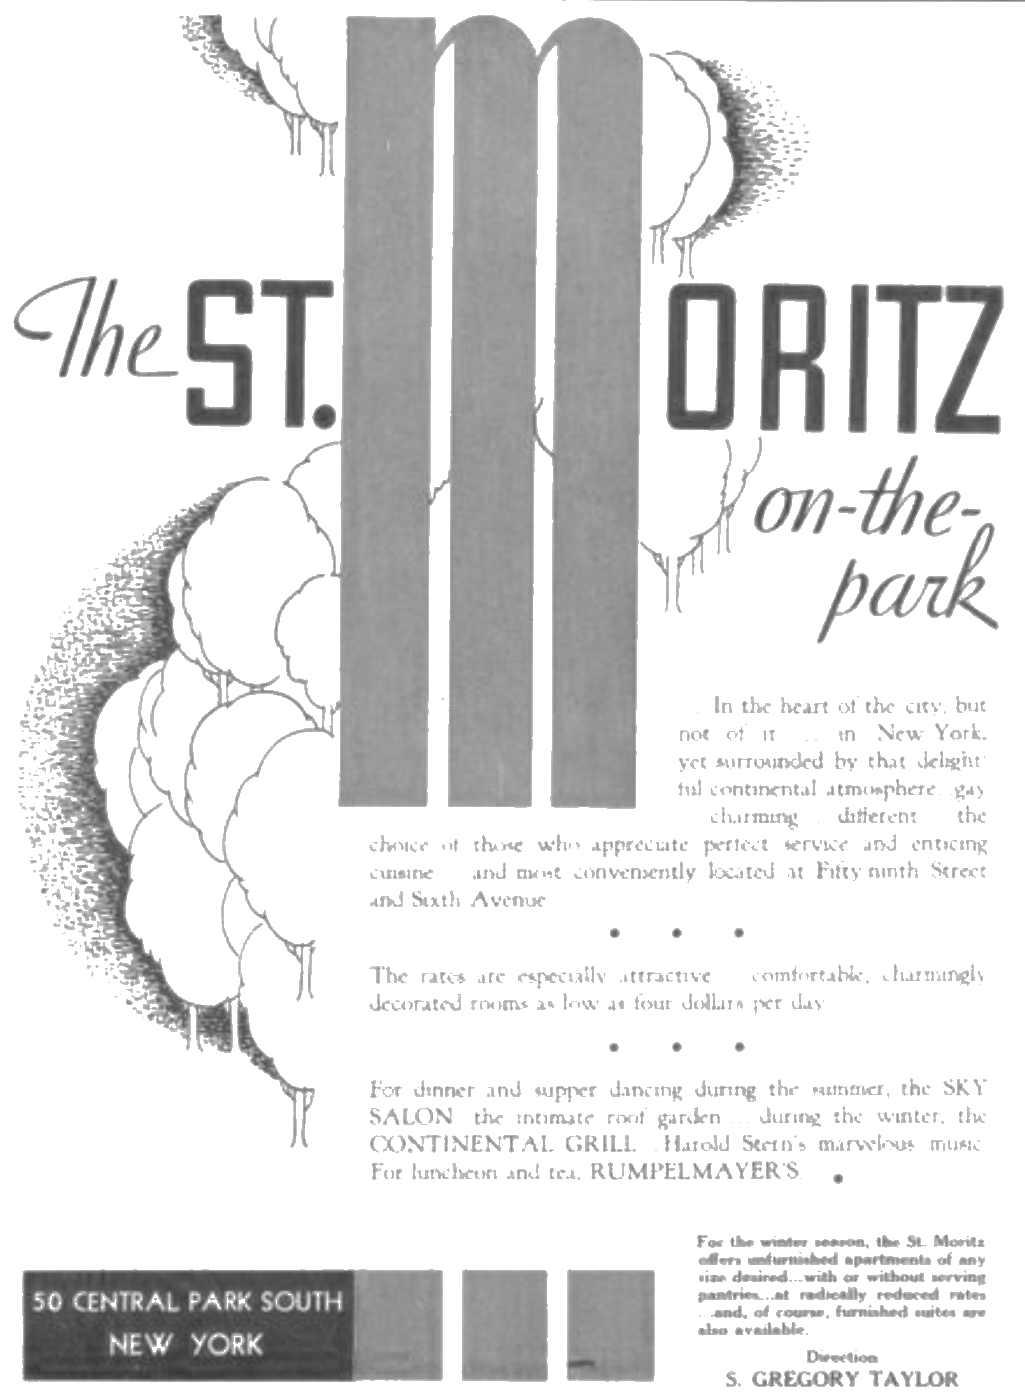 The ST. MORITZ
on-the-
park
In the heart of the city, but
not of it ... in New York,
yet surrounded by that delight-
ful continental atmosphere...gay
charming ... different ... the
choice of those who appreciate perfect service and enticing
cuisine ... and most conveniently located at Fifty-ninth Street
and Sixth Avenue
The rates are especially attractive ... comfortable, charmingly
decorated rooms as low as four dollars per day
For dinner and supper dancing during the summer, the SKY
SALON the intimate roof garden ... during the winter, the
CONTINENTAL GRILL ... Harold Stern's marvelous music
For luncheon and tea, RUMPELMAYER'S.
For the winter season, the St. Moritz
offers unfurnished apartments of any
size desired...with or without serving
pantries...at radically reduced rates
...and, of course, furnished suites are
also available.
Direction
S. GREGORY TAYLOR
50 CENTRAL PARK SOUTH
NEW YORK